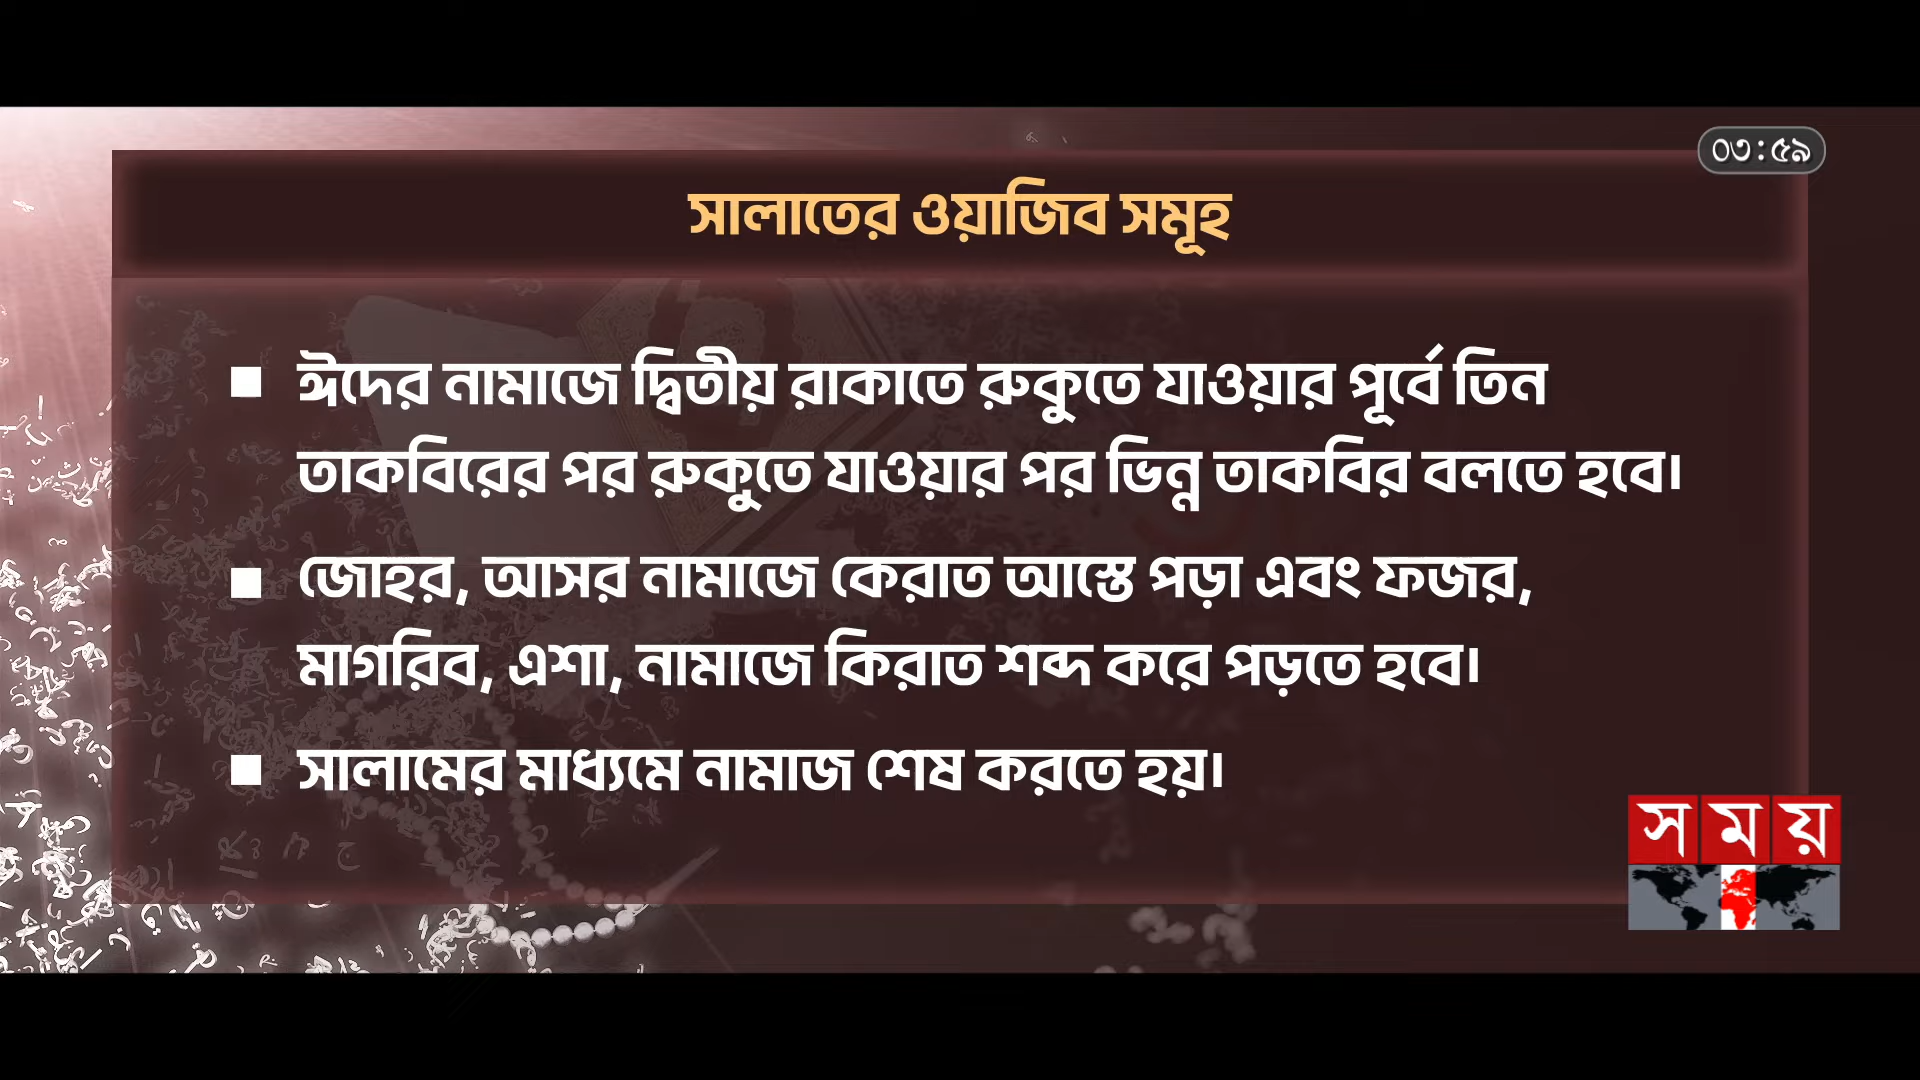 ০৩:৫৯
সালাতের ওয়াজিব সমূহ
■ ঈদের নামাজে দ্বিতীয় রাকাতে রুকুতে যাওয়ার পূর্বে তিন
তাকবিরের পর রুকুতে যাওয়ার পর ভিন্ন তাকবির বলতে হবে।
■ জোহর, আসর নামাজে কেরাত আস্তে পড়া এবং ফজর,
মাগরিব, এশা, নামাজে কিরাত শব্দ করে পড়তে হবে।
■ সালামের মাধ্যমে নামাজ শেষ করতে হয়।
সময়